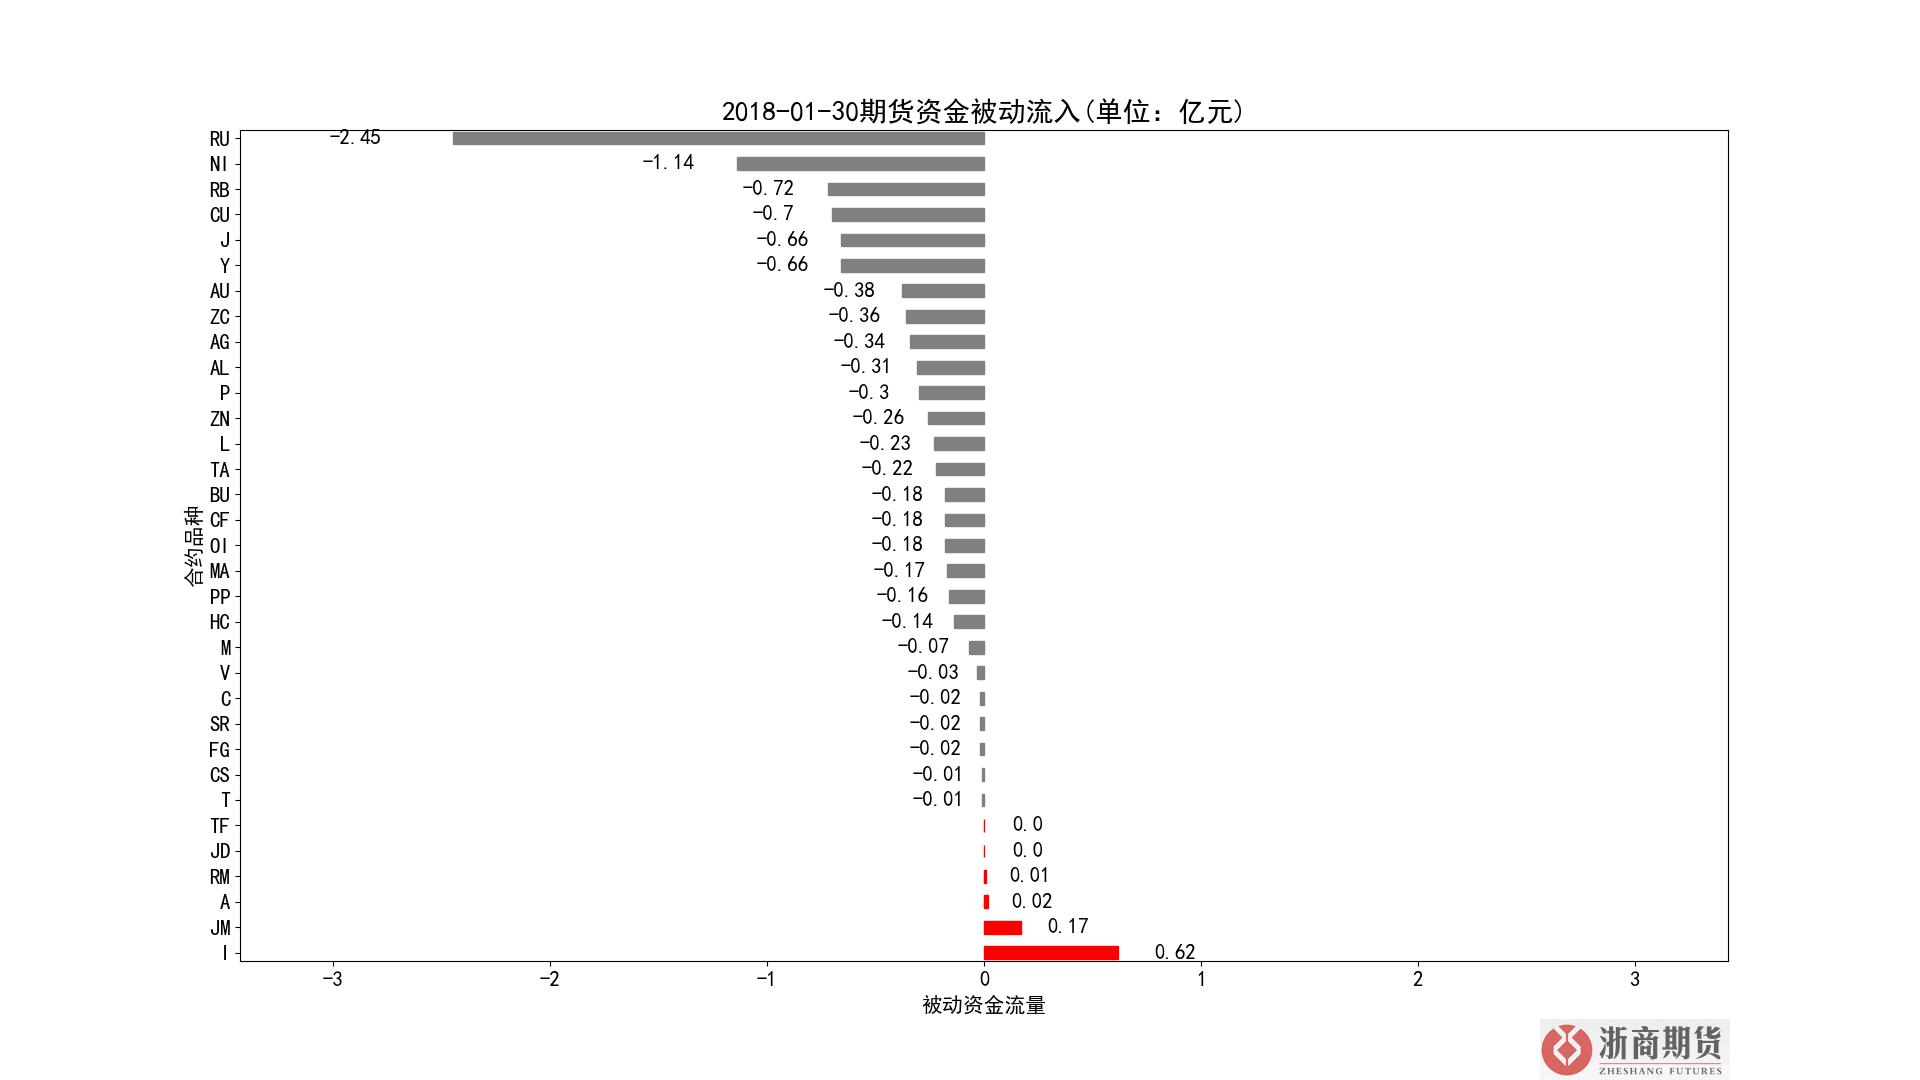 2018-01-30期货资金被动流入(单位：亿元)
RU -2.45
NI -1.14
RB -0.72
CU -0.7
J -0.66
Y -0.66
AU -0.38
ZC -0.36
AG -0.34
AL -0.31
P -0.3
ZN -0.26
L -0.23
TA -0.22
BU -0.18
CF -0.18
OI -0.18
MA -0.17
PP -0.16
HC -0.14
M -0.07
V -0.03
C -0.02
SR -0.02
FG -0.02
CS -0.01
T -0.01
TF 0.0
JD 0.0
RM 0.01
A 0.02
JM 0.17
I 0.62
合约品种
-3 -2 -1 0 1 2 3
被动资金流量
浙商期货
ZHESHANG FUTURES